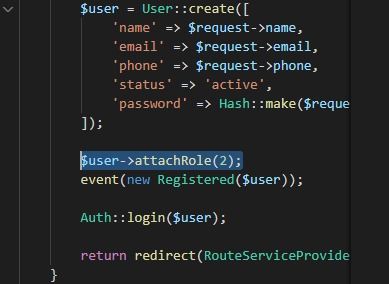 $user = User::create([
'name' => $request->name,
'email' => $request->email,
'phone' => $request->phone,
'status' => 'active',
'password' => Hash::make($reque
]);
$user->attachRole(2);
event(new Registered($user));
Auth::login($user);
return redirect(RouteServiceProvide
}